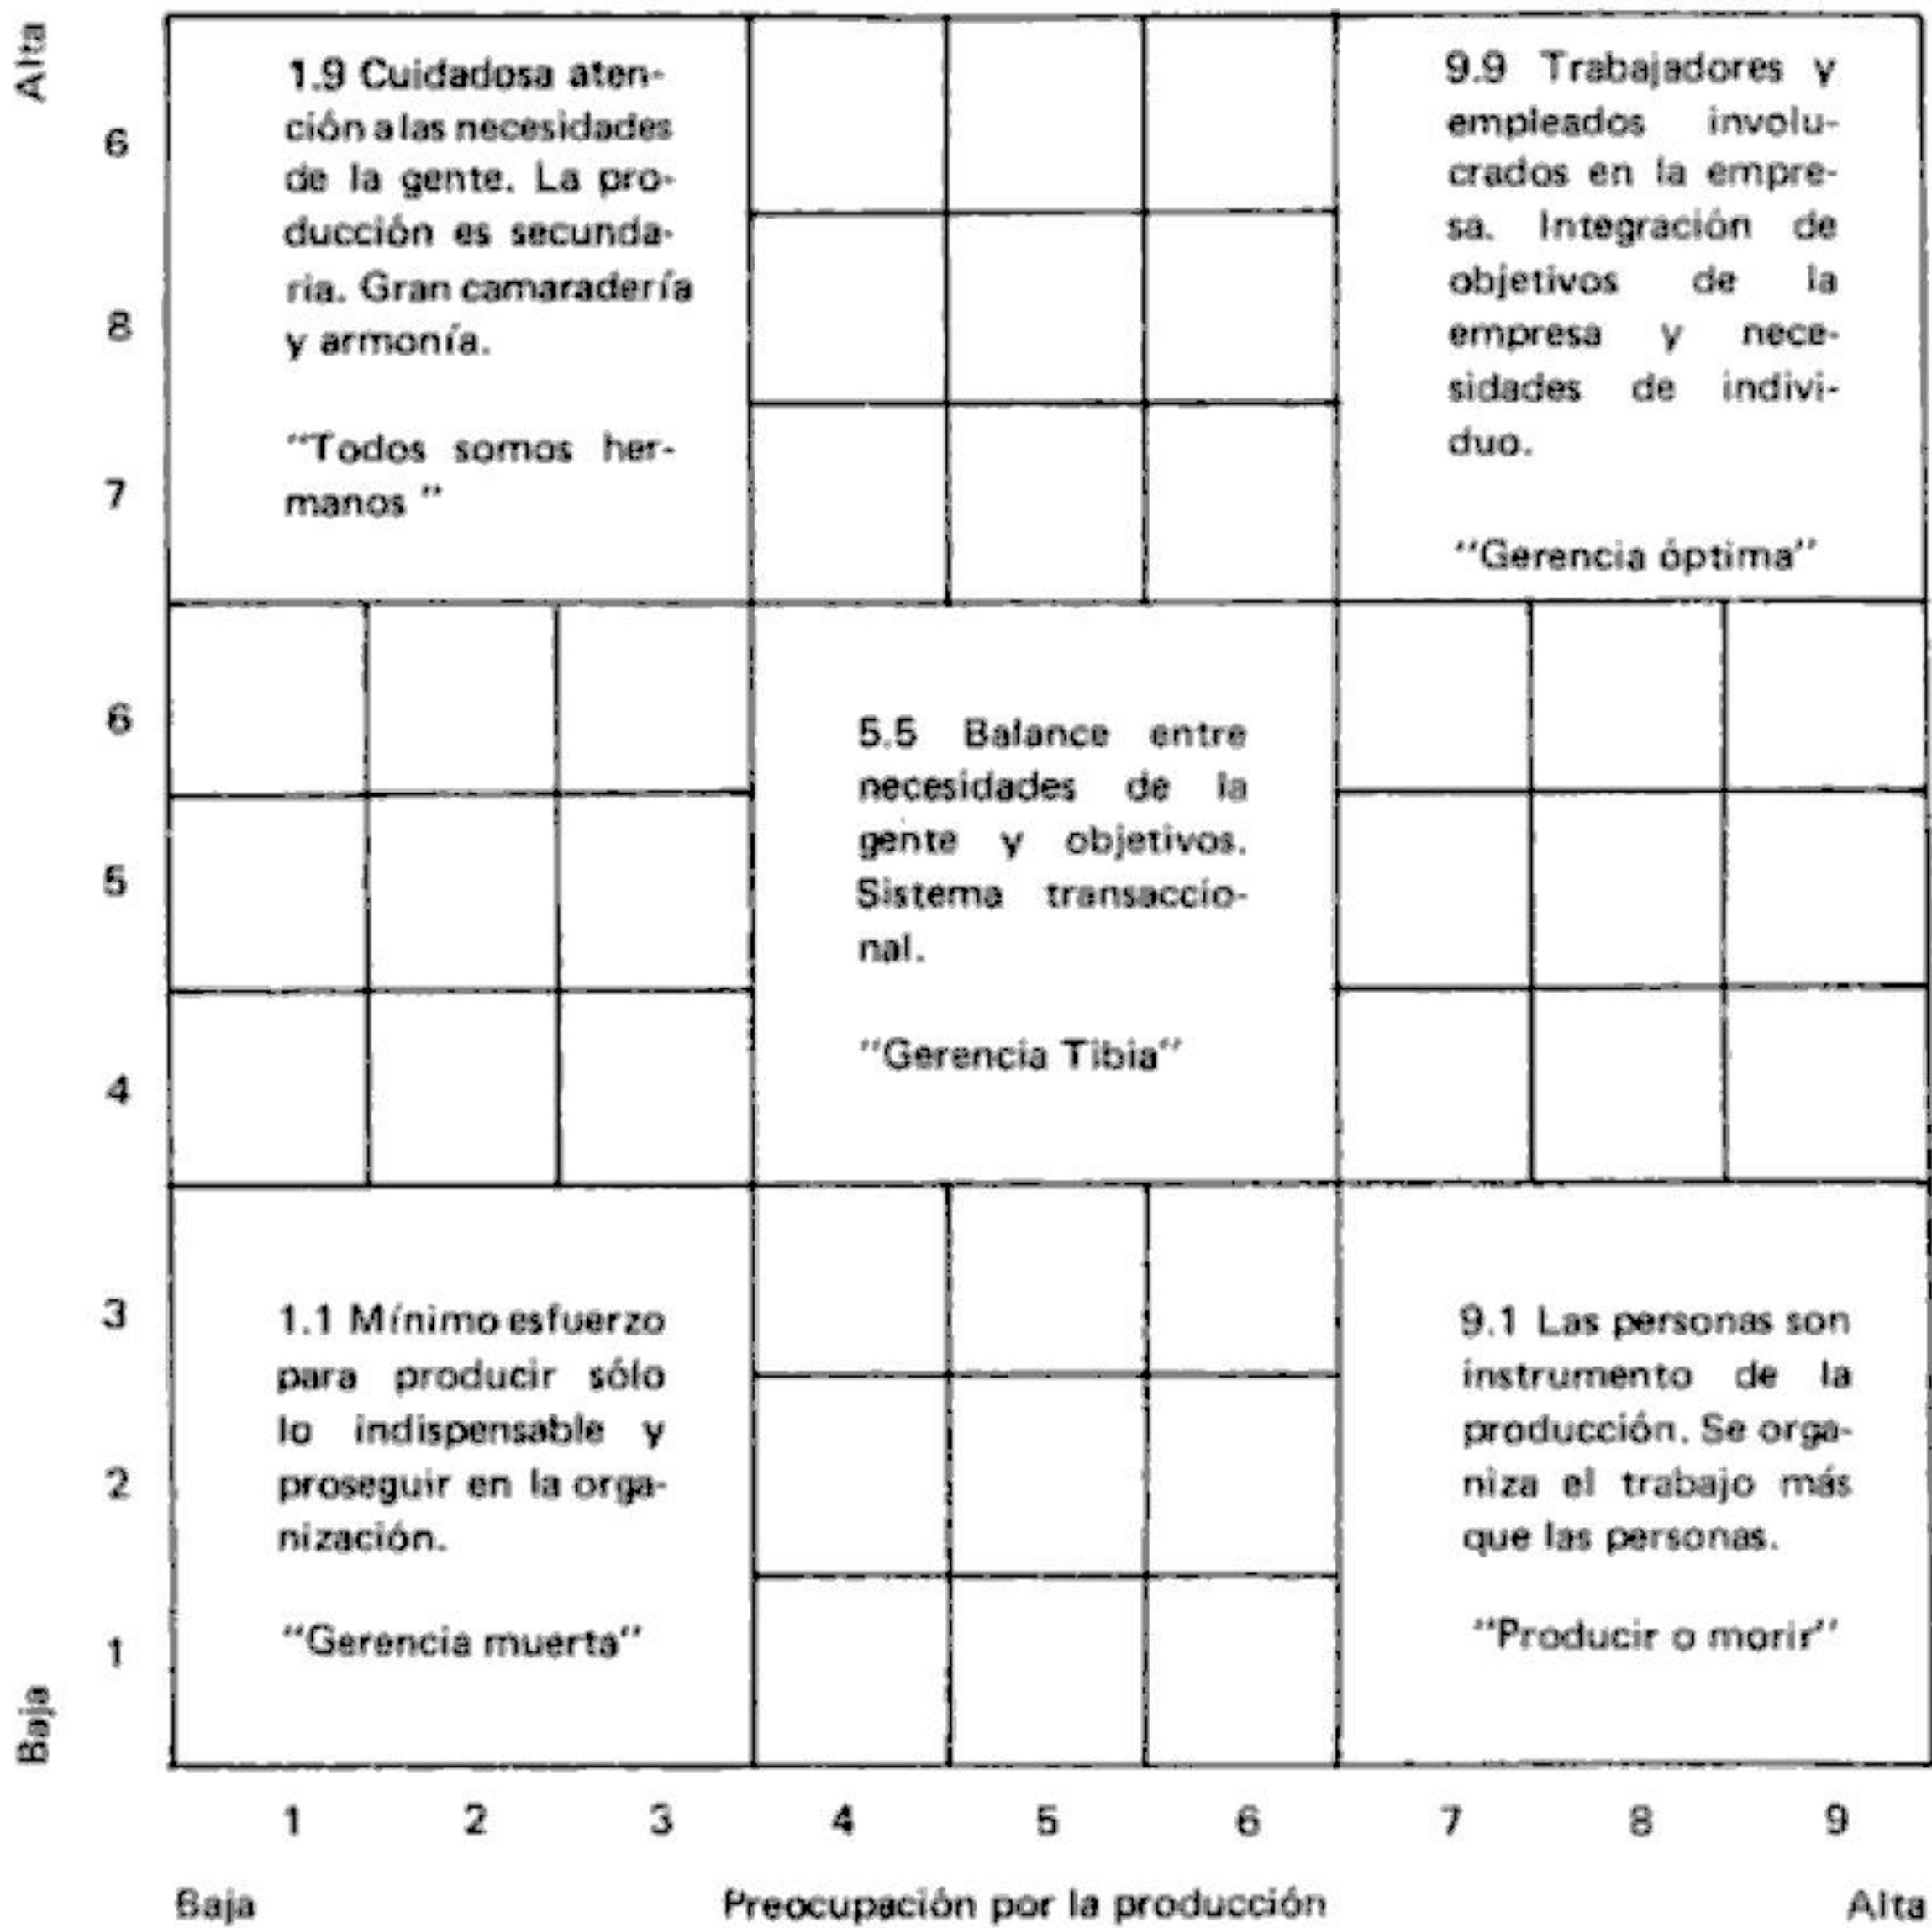 Alta
6
8
7
6
5
4
3
2
1
Baja
1.9 Cuidadosa aten-
ción a las necesidades
de la gente. La pro-
ducción es secunda-
ria. Gran camaradería
y armonía.
"Todos somos her-
manos"
9.9 Trabajadores y
empleados involu-
crados en la empre-
sa. Integración de
objetivos de la
empresa y nece-
sidades de indivi-
duo.
"Gerencia óptima"
5.5 Balance entre
necesidades de la
gente y objetivos.
Sistema transaccio-
nal.
"Gerencia Tibia"
1.1 Mínimo esfuerzo
para producir sólo
lo indispensable y
proseguir en la orga-
nización.
"Gerencia muerta"
9.1 Las personas son
instrumento de la
producción. Se orga-
niza el trabajo más
que las personas.
"Producir o morir"
1 2 3 4 5 6 7 8 9
Baja Preocupación por la producción Alta